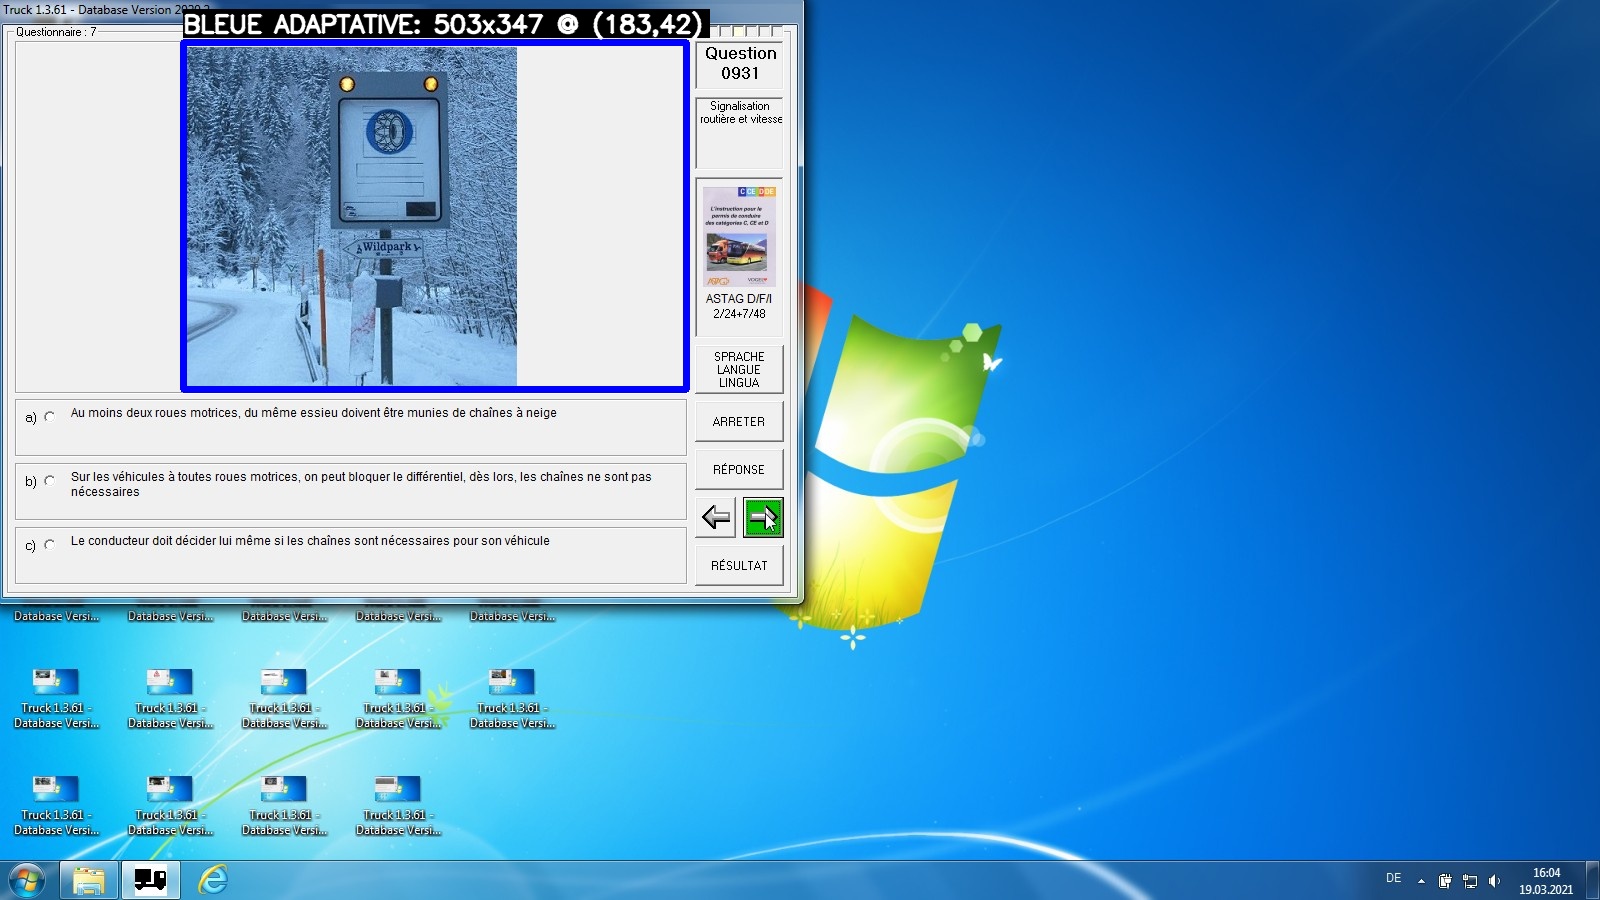 Truck 1.3.61 - Database Version 2020.2
BLEUE ADAPTATIVE: 503x347 @ (183,42)
Questionnaire : 7
Question
0931
Signalisation
routière et vitesse
Wildpark
C CE D DE
L'instruction pour le
permis de conduire
des catégories C, CE et D
ASTAG D/F/I
2/24+7/48
SPRACHE
LANGUE
LINGUA
ARRETER
RÉPONSE
RÉSULTAT
a) Au moins deux roues motrices, du même essieu doivent être munies de chaînes à neige
b) Sur les véhicules à toutes roues motrices, on peut bloquer le différentiel, dès lors, les chaînes ne sont pas
nécessaires
c) Le conducteur doit décider lui même si les chaînes sont nécessaires pour son véhicule
Database Versi... Database Versi... Database Versi... Database Versi... Database Versi...
Truck 1.3.61 - Truck 1.3.61 - Truck 1.3.61 - Truck 1.3.61 - Truck 1.3.61 -
Database Versi... Database Versi... Database Versi... Database Versi... Database Versi...
Truck 1.3.61 - Truck 1.3.61 - Truck 1.3.61 - Truck 1.3.61 -
Database Versi... Database Versi... Database Versi... Database Versi...
DE
16:04
19.03.2021